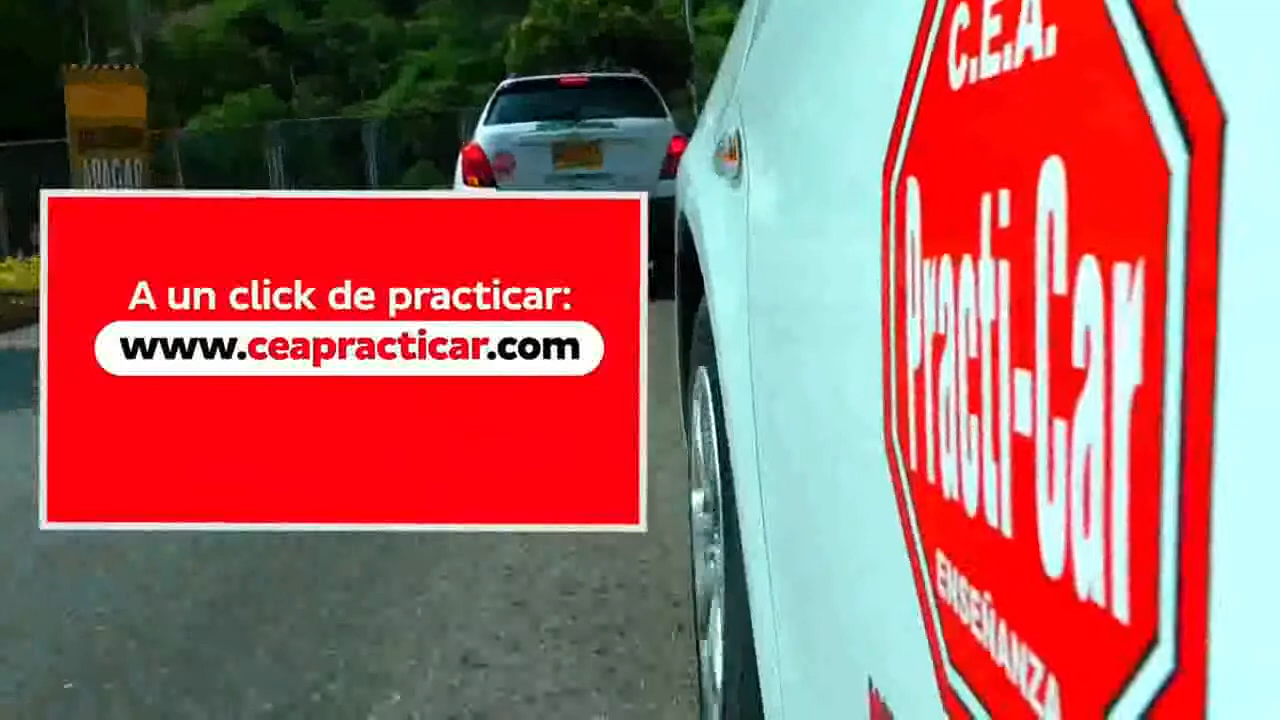 C.E.A.
Practi-Car
ENSEÑANZA
APAGAR
A un click de practicar:
www.ceapracticar.com